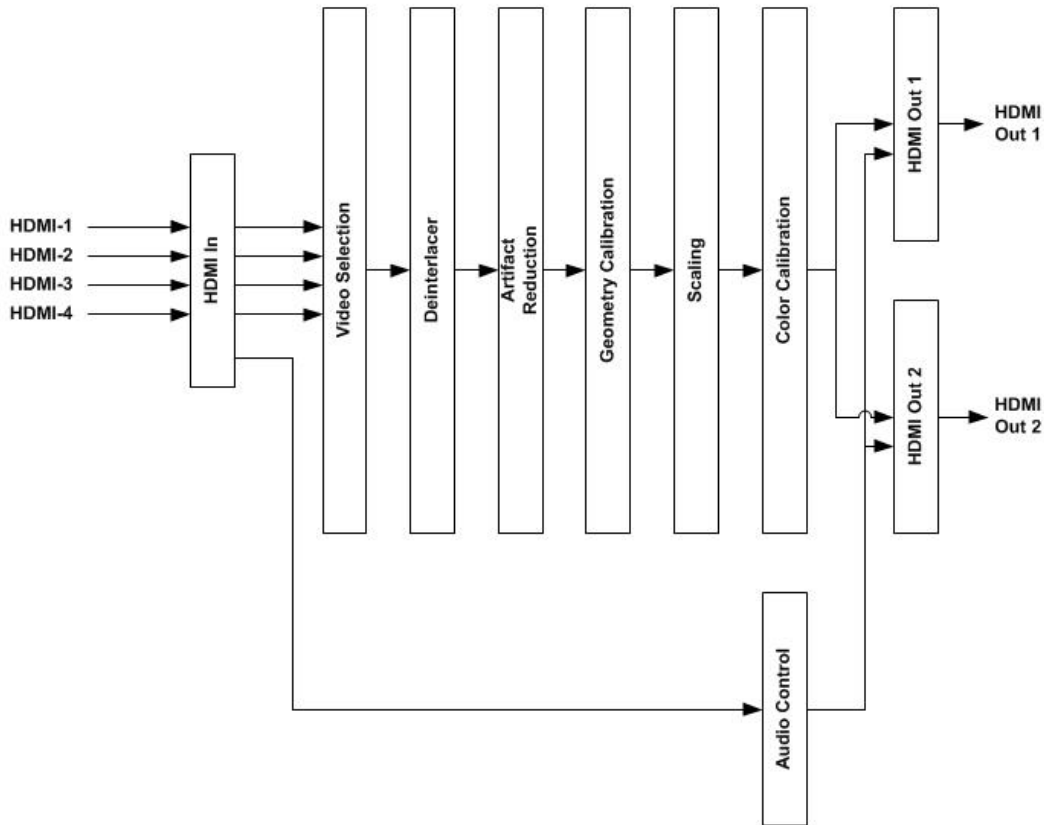 HDMI-1
HDMI-2
HDMI-3
HDMI-4
HDMI In
Video Selection
Deinterlacer
Artifact
Reduction
Geometry Calibration
Scaling
Color Calibration
HDMI Out 1
HDMI
Out 1
HDMI Out 2
HDMI
Out 2
Audio Control